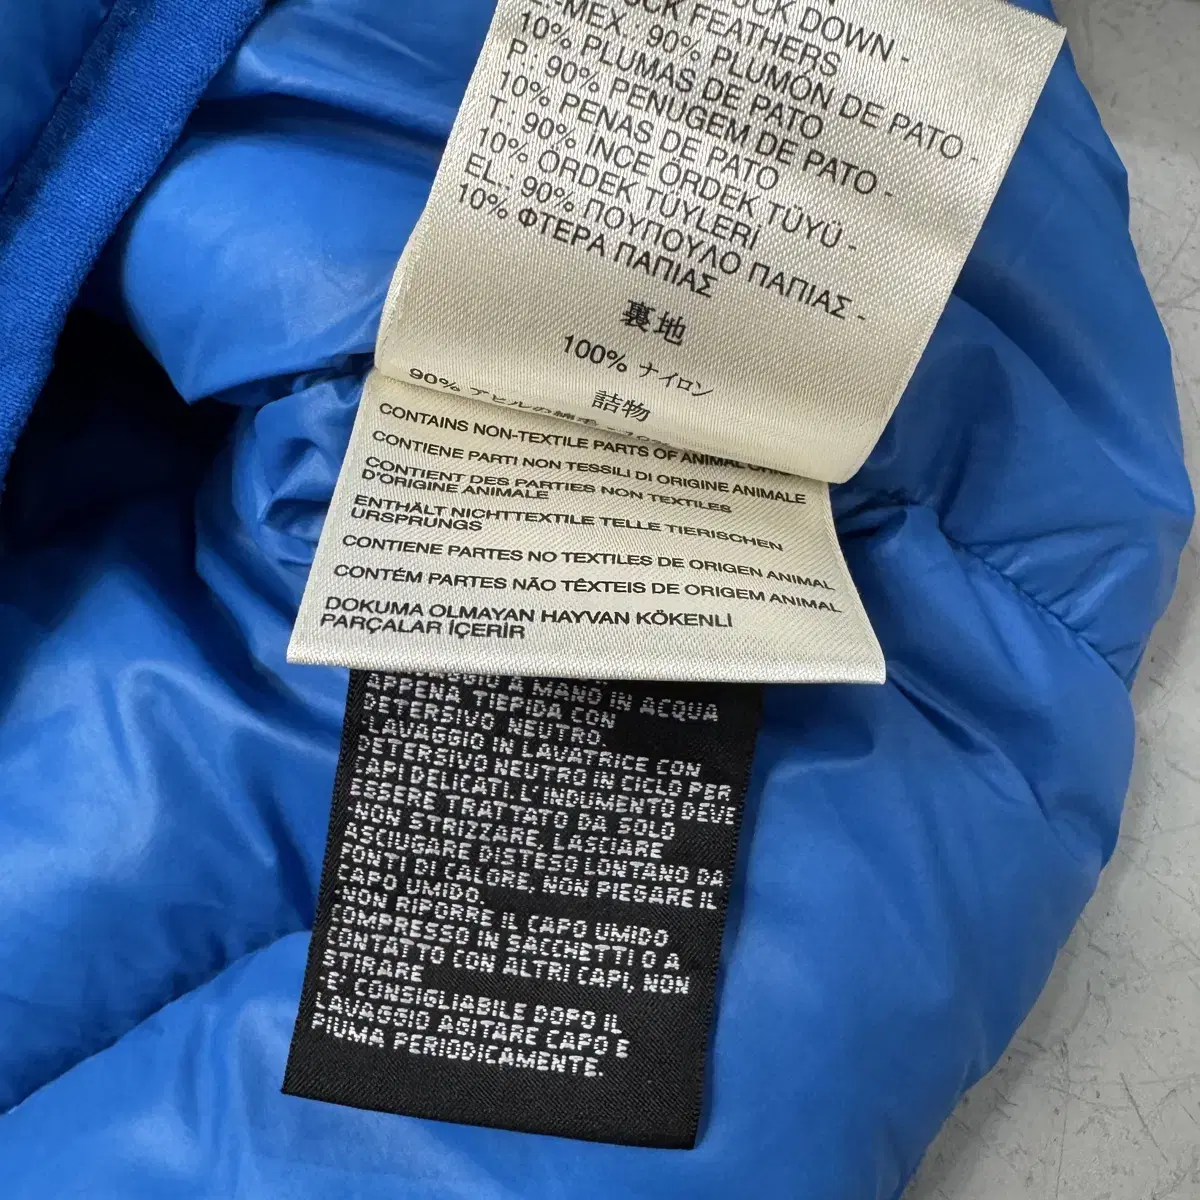 DOWN -
FEATHERS
MEX.: 90% PLUMÓN DE PATO -
10% PLUMAS DE PATO
P.: 90% PENUGEM DE PATO -
10% PENAS DE PATO
T.: 90% İNCE ÖRDEK TÜYÜ -
10% ÖRDEK TÜYLERİ
EL.: 90% ΠΟΥΠΟΥΛΟ ΠΑΠΙΑΣ -
10% ΦΤΕΡΑ ΠΑΠΙΑΣ
裏地
100% ナイロン
詰物
90%
CONTAINS NON-TEXTILE PARTS OF ANIMAL
CONTIENE PARTI NON TESSILI DI ORIGINE ANIMALE
CONTIENT DES PARTIES NON TEXTILES
D'ORIGINE ANIMALE
ENTHÄLT NICHTTEXTILE TEILE TIERISCHEN
URSPRUNGS
CONTIENE PARTES NO TEXTILES DE ORIGEN ANIMAL
CONTÉM PARTES NÃO TÊXTEIS DE ORIGEM ANIMAL
DOKUMA OLMAYAN HAYVAN KÖKENLİ
PARÇALAR İÇERİR
A MANO IN ACQUA
APPENA TIEPIDA CON
DETERSIVO NEUTRO.
-LAVAGGIO IN LAVATRICE CON
DETERSIVO NEUTRO IN CICLO PER
CAPI DELICATI. L'INDUMENTO DEVE
ESSERE TRATTATO DA SOLO
-NON STRIZZARE, LASCIARE
ASCIUGARE DISTESO LONTANO DA
FONTI DI CALORE, NON PIEGARE IL
CAPO UMIDO.
-NON RIPORRE IL CAPO UMIDO
COMPRESSO IN SACCHETTI O A
CONTATTO CON ALTRI CAPI, NON
STIRARE
-E' CONSIGLIABILE DOPO IL
LAVAGGIO AGITARE CAPO E
PIUMA PERIODICAMENTE.